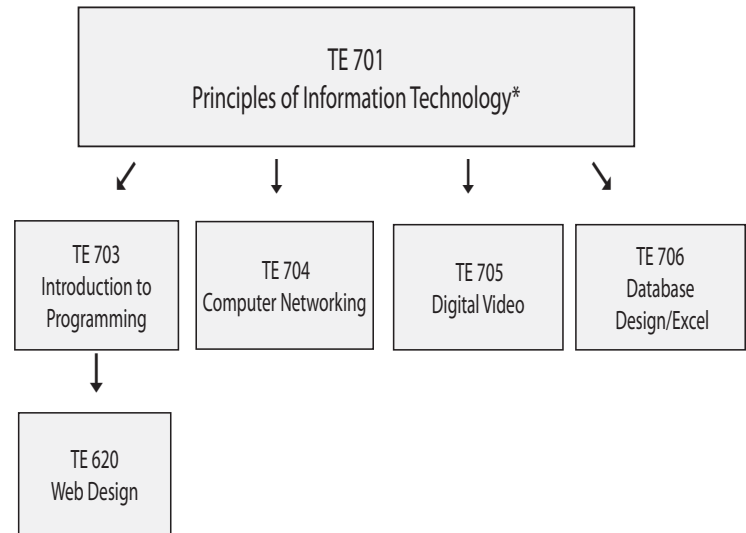 TE 701
Principles of Information Technology*
TE 703
Introduction to
Programming
TE 704
Computer Networking
TE 705
Digital Video
TE 706
Database
Design/Excel
TE 620
Web Design